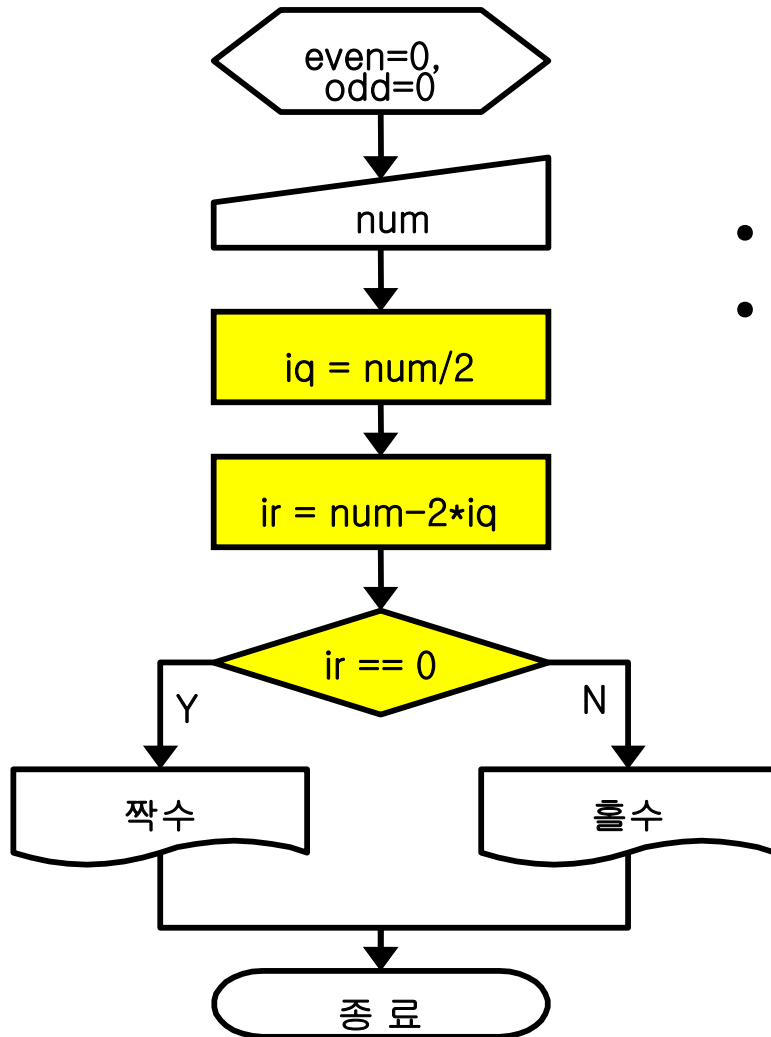 even=0,
odd=0
num
iq = num/2
ir = num-2*iq
ir == 0
Y
N
짝수
홀수
종 료